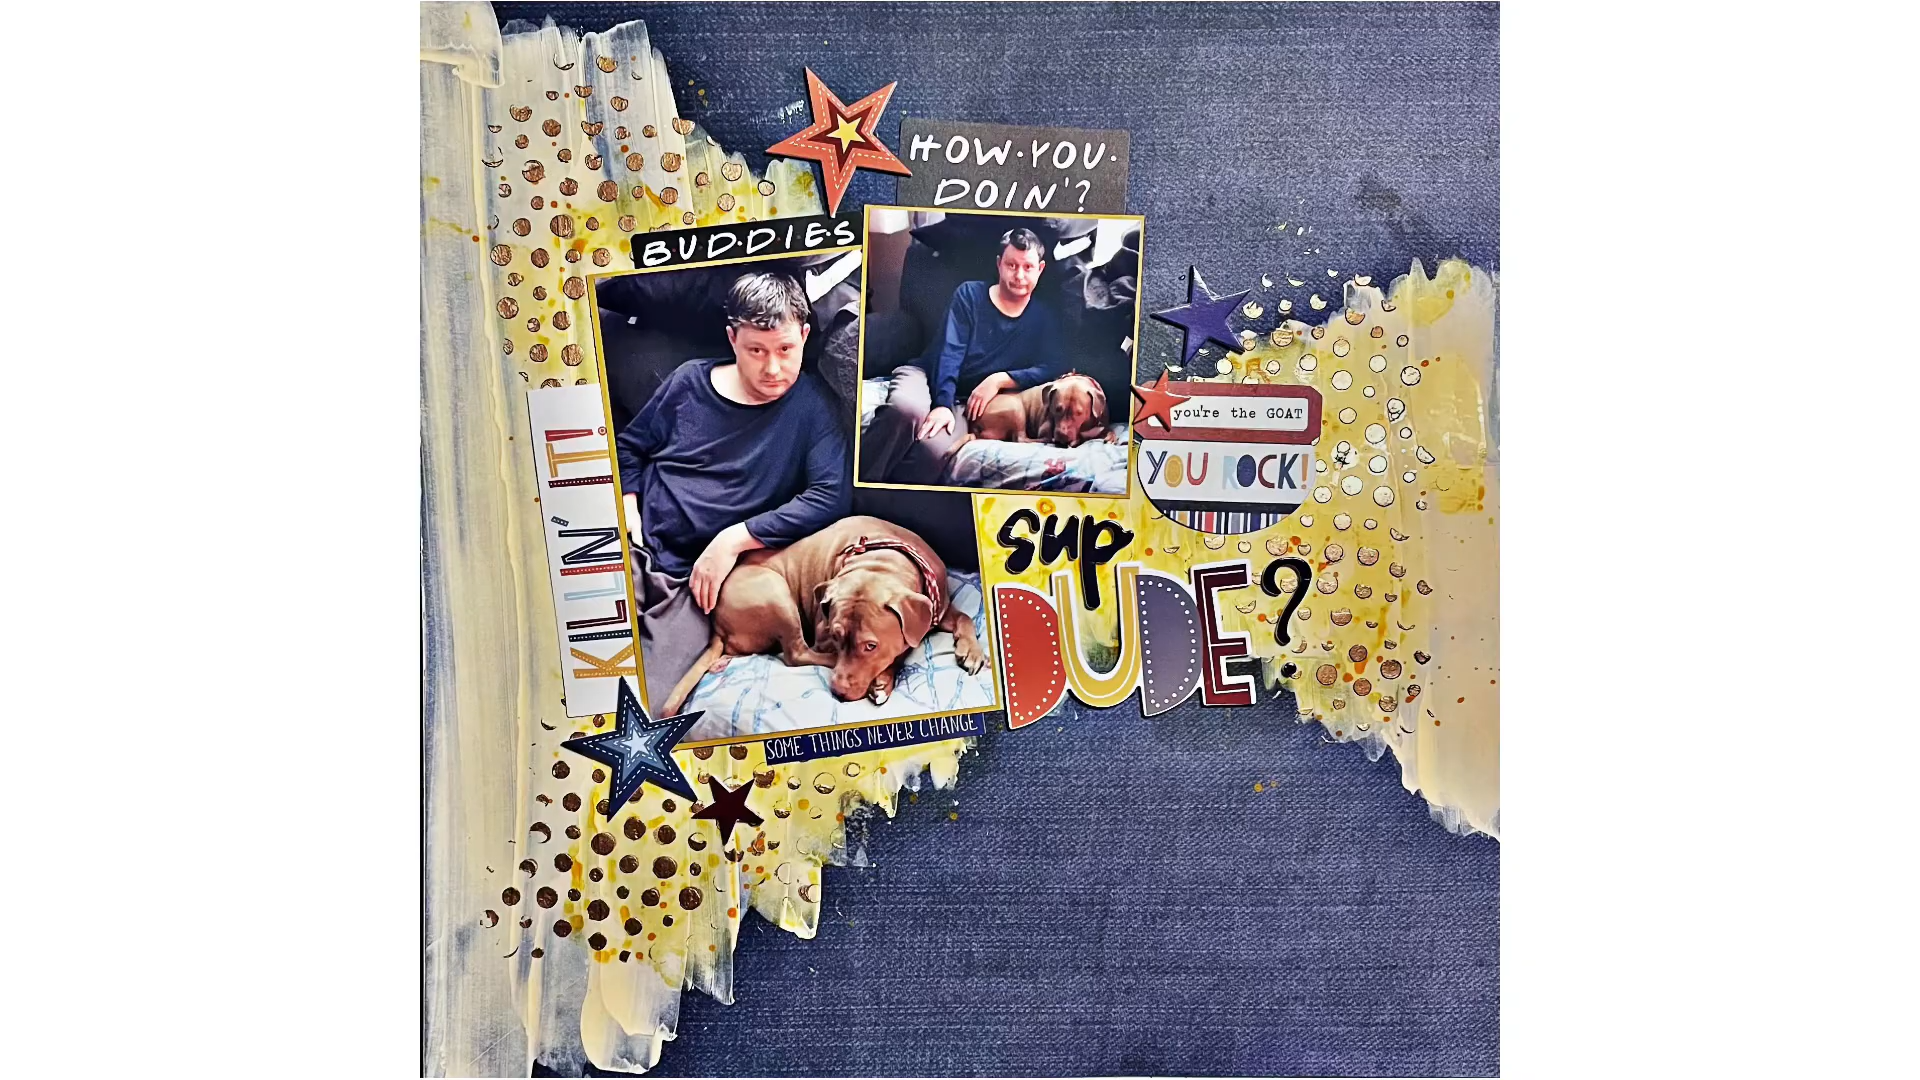 HOW·YOU·
DOIN'?
BUDDIES
you're the GOAT
YOU ROCK!
KILLIN' IT!
sup
DUDE?
SOME THINGS NEVER CHANGE